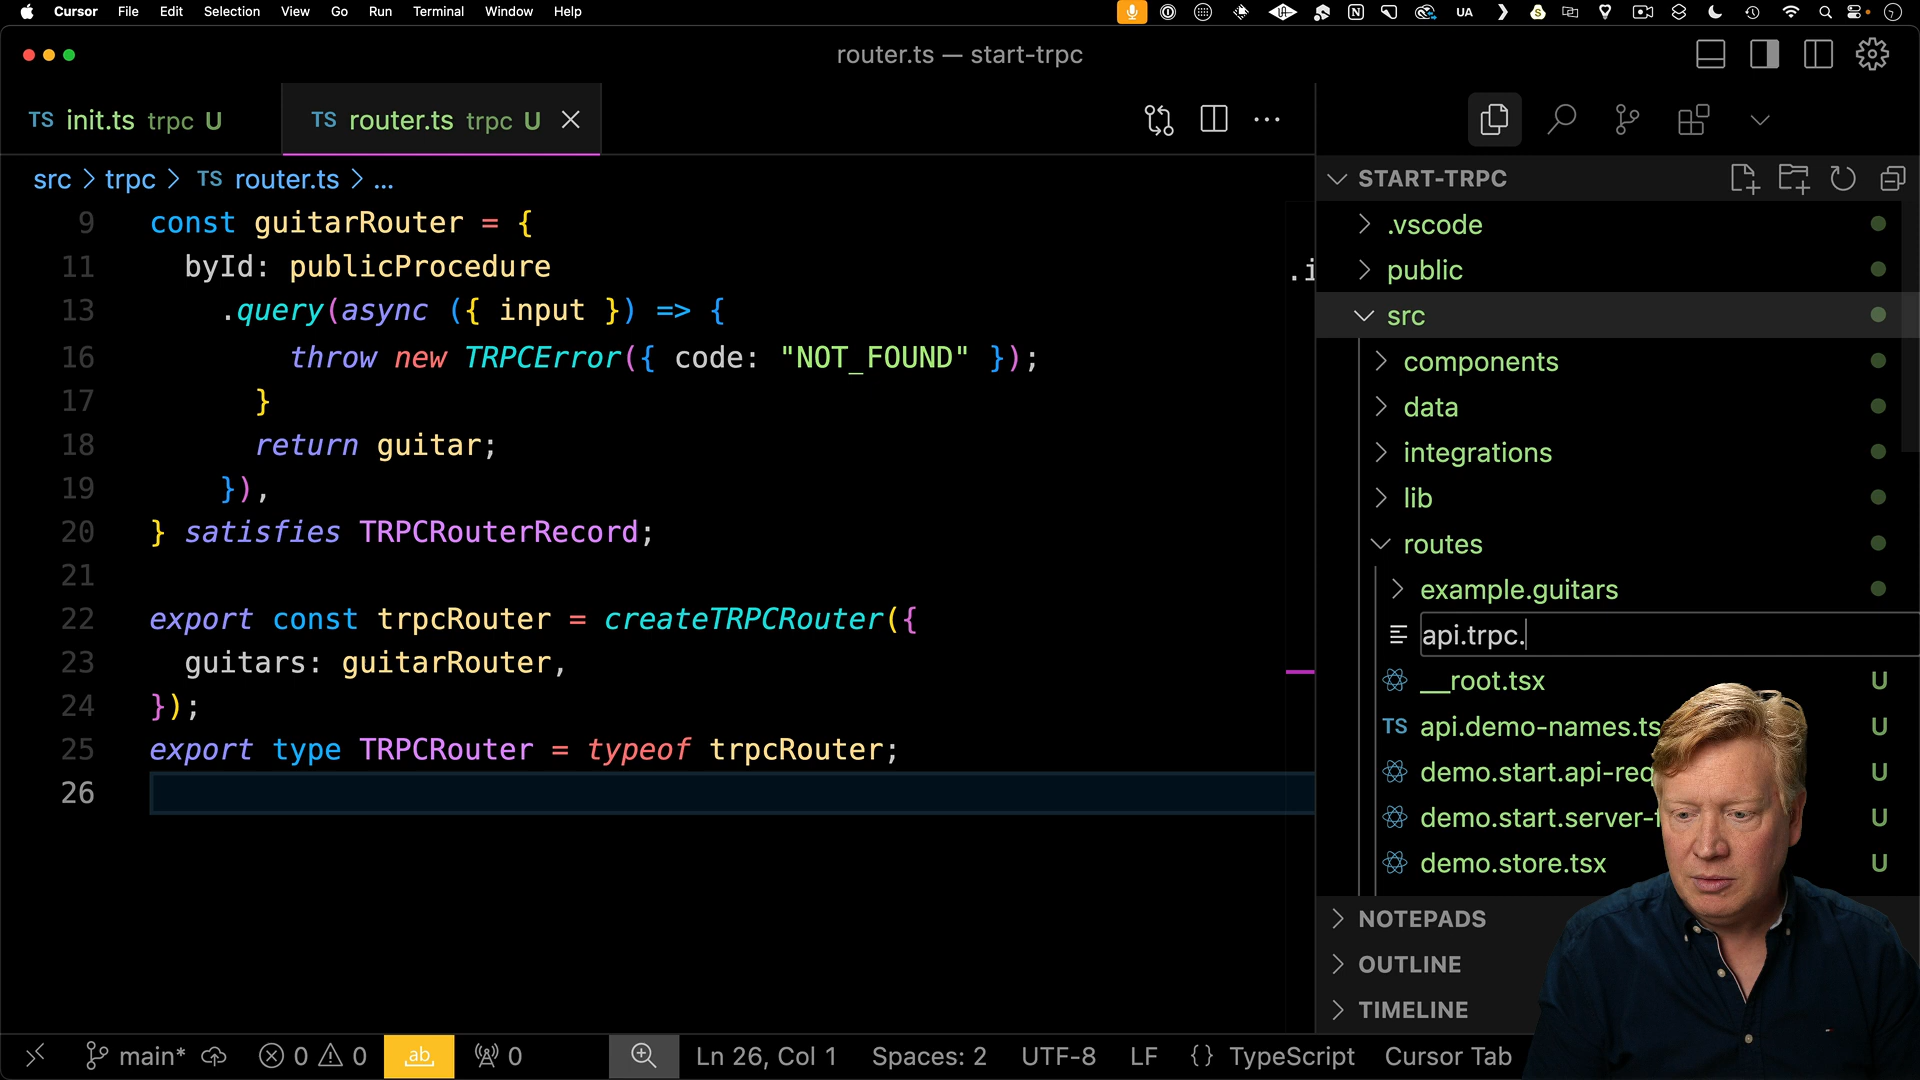 Cursor File Edit Selection View Go Run Terminal Window Help
UA
router.ts — start-trpc
TS init.ts trpc U
TS router.ts trpc U
src > trpc > TS router.ts > ...
9 const guitarRouter = {
11 byId: publicProcedure
.i
13 .query(async ({ input }) => {
16 throw new TRPCError({ code: "NOT_FOUND" });
17 }
18 return guitar;
19 }),
20 } satisfies TRPCRouterRecord;
21
22 export const trpcRouter = createTRPCRouter({
23 guitars: guitarRouter,
24 });
25 export type TRPCRouter = typeof trpcRouter;
26
START-TRPC
.vscode
public
src
components
data
integrations
lib
routes
example.guitars
api.trpc.
__root.tsx U
TS api.demo-names.ts U
demo.start.api-req U
demo.start.server-f U
demo.store.tsx U
NOTEPADS
OUTLINE
TIMELINE
main* 0 0 ab 0 Ln 26, Col 1 Spaces: 2 UTF-8 LF {} TypeScript Cursor Tab